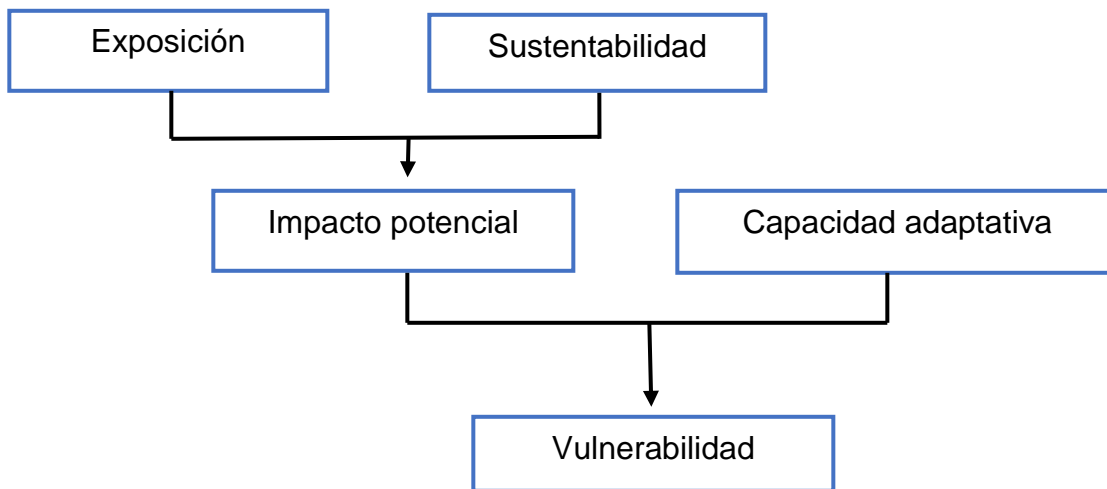 Exposición
Sustentabilidad
Impacto potencial
Capacidad adaptativa
Vulnerabilidad